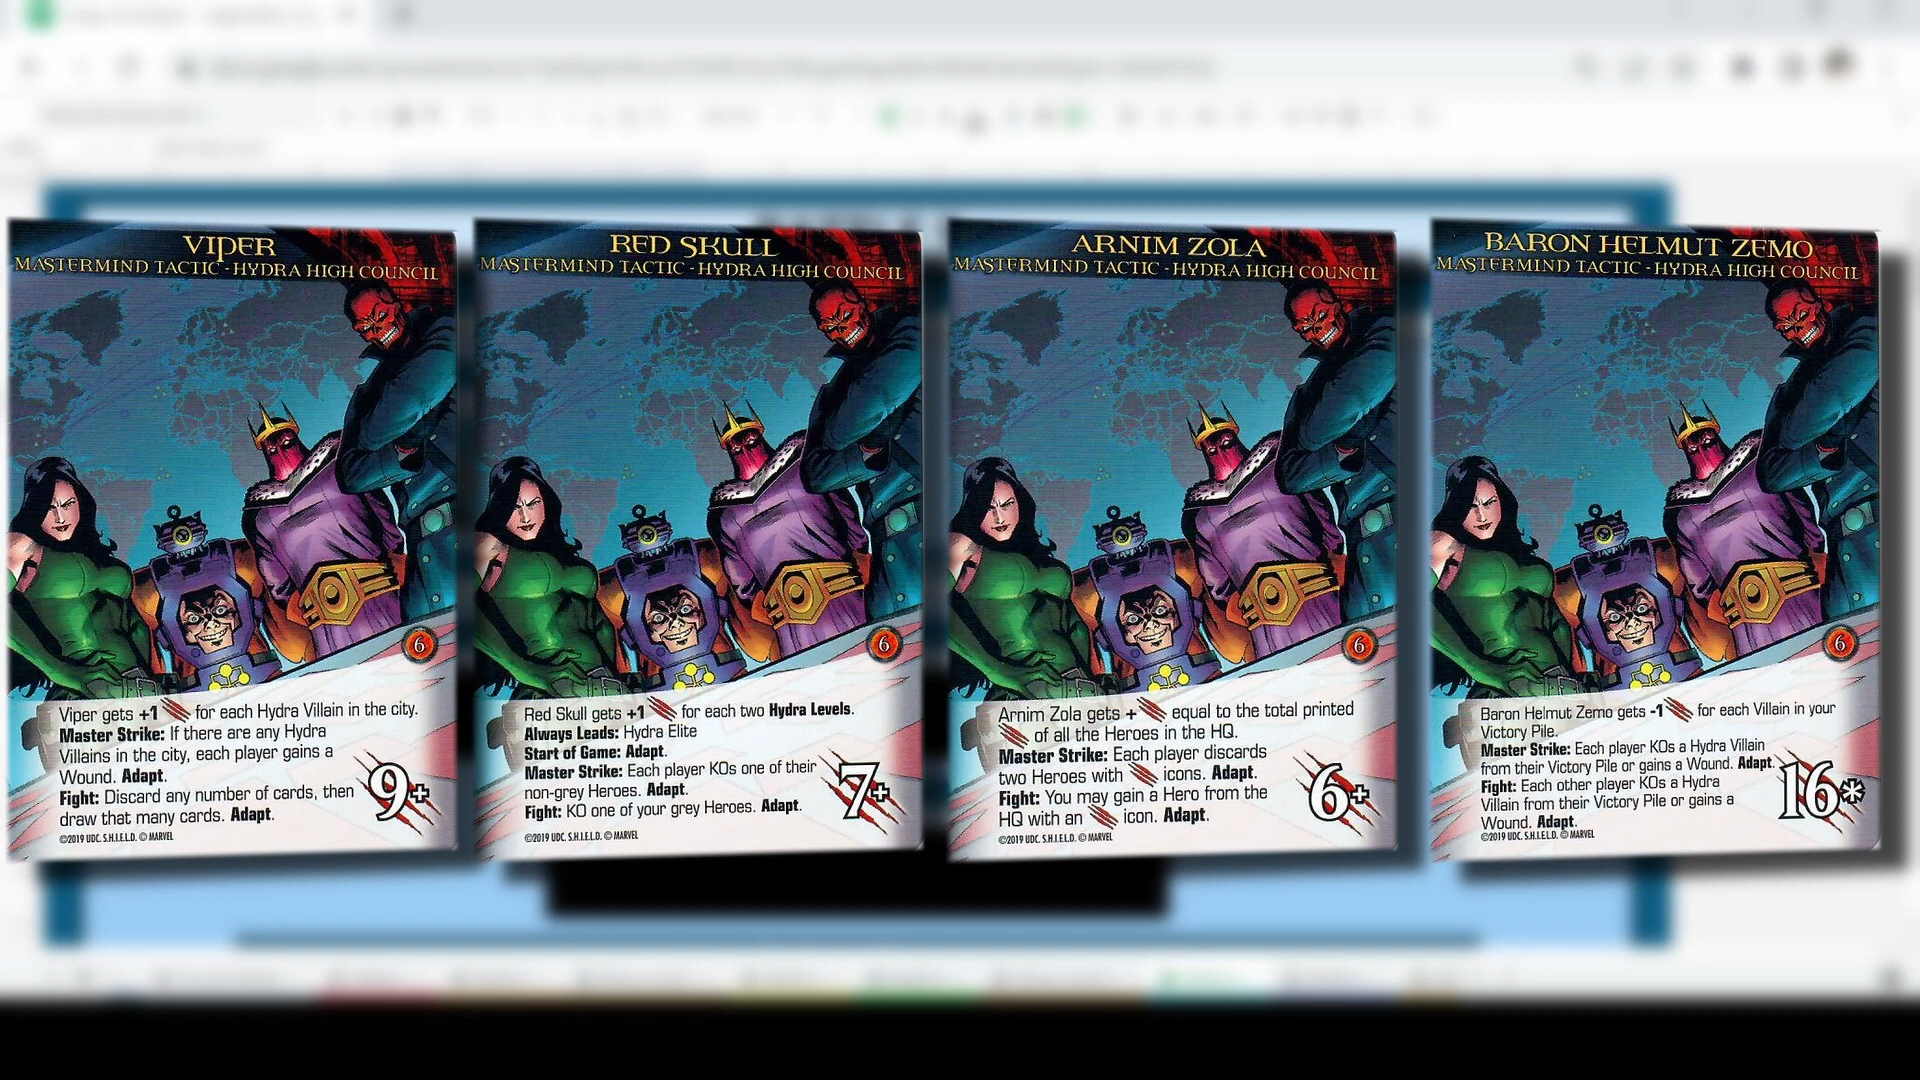 VIPER
MASTERMIND TACTIC - HYDRA HIGH COUNCIL
6
Viper gets +1 for each Hydra Villain in the city.
Master Strike: If there are any Hydra
Villains in the city, each player gains a
Wound. Adapt.
Fight: Discard any number of cards, then
draw that many cards. Adapt.
9+
©2019 UDC. S.H.I.E.L.D. © MARVEL
RED SKULL
MASTERMIND TACTIC - HYDRA HIGH COUNCIL
6
Red Skull gets +1 for each two Hydra Levels.
Always Leads: Hydra Elite
Start of Game: Adapt.
Master Strike: Each player KOs one of their
non-grey Heroes. Adapt.
Fight: KO one of your grey Heroes. Adapt.
7+
©2019 UDC. S.H.I.E.L.D. © MARVEL
ARNIM ZOLA
MASTERMIND TACTIC - HYDRA HIGH COUNCIL
6
Arnim Zola gets + equal to the total printed
of all the Heroes in the HQ.
Master Strike: Each player discards
two Heroes with icons. Adapt.
Fight: You may gain a Hero from the
HQ with an icon. Adapt.
6+
©2019 UDC. S.H.I.E.L.D. © MARVEL
BARON HELMUT ZEMO
MASTERMIND TACTIC - HYDRA HIGH COUNCIL
6
Baron Helmut Zemo gets -1 for each Villain in your
Victory Pile.
Master Strike: Each player KOs a Hydra Villain
from their Victory Pile or gains a Wound. Adapt.
Fight: Each other player KOs a Hydra
Villain from their Victory Pile or gains a
Wound. Adapt.
16*
©2019 UDC. S.H.I.E.L.D. © MARVEL